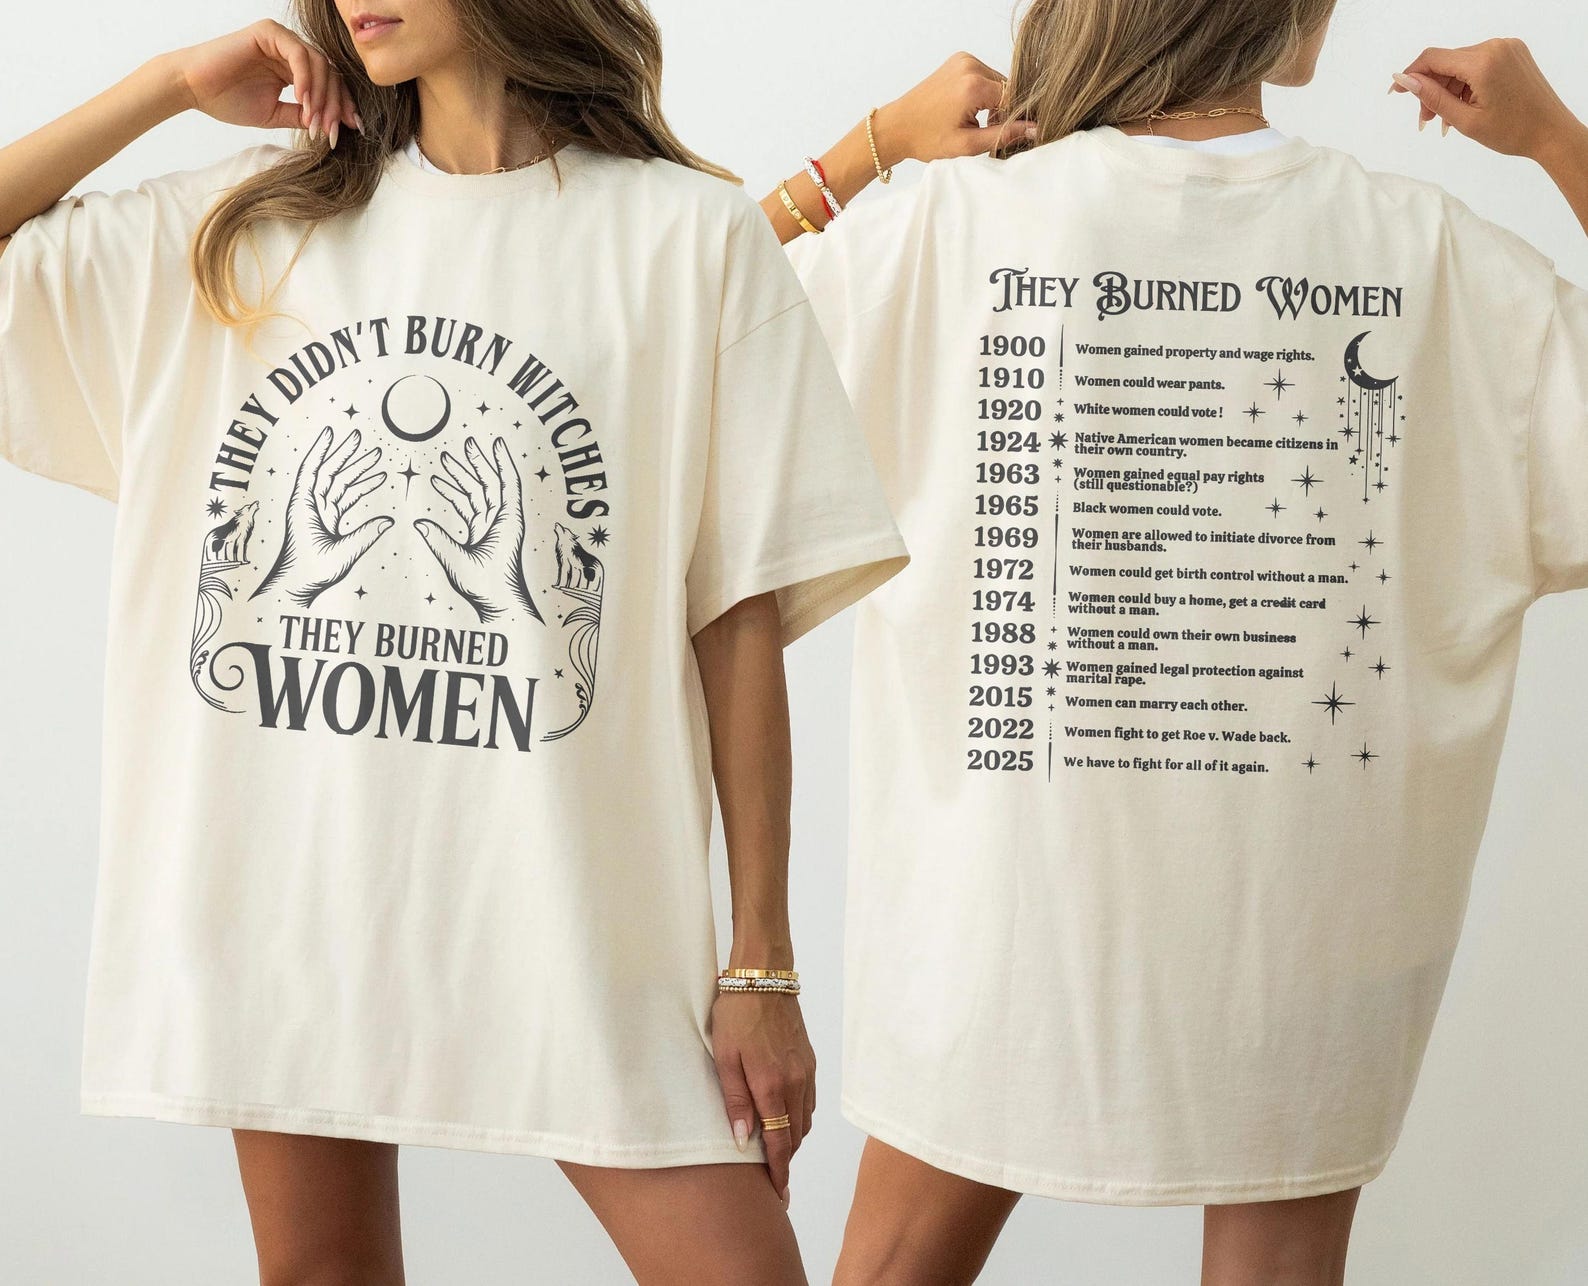 THEY DIDN'T BURN WITCHES
THEY BURNED
WOMEN
THEY BURNED WOMEN
1900 Women gained property and wage rights.
1910 Women could wear pants.
1920 White women could vote!
1924 Native American women became citizens in
their own country.
1963 Women gained equal pay rights
(still questionable?)
1965 Black women could vote.
1969 Women are allowed to initiate divorce from
their husbands.
1972 Women could get birth control without a man.
1974 Women could buy a home, get a credit card
without a man.
1988 Women could own their own business
without a man.
1993 Women gained legal protection against
marital rape.
2015 Women can marry each other.
2022 Women fight to get Roe v. Wade back.
2025 We have to fight for all of it again.